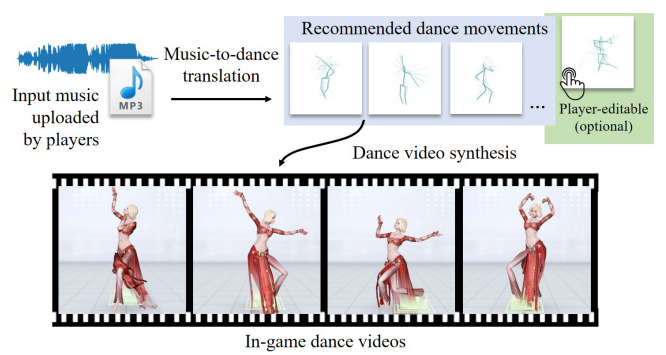 Recommended dance movements
Music-to-dance
translation
Input music
uploaded
by players
MP3
...
Player-editable
(optional)
Dance video synthesis
In-game dance videos